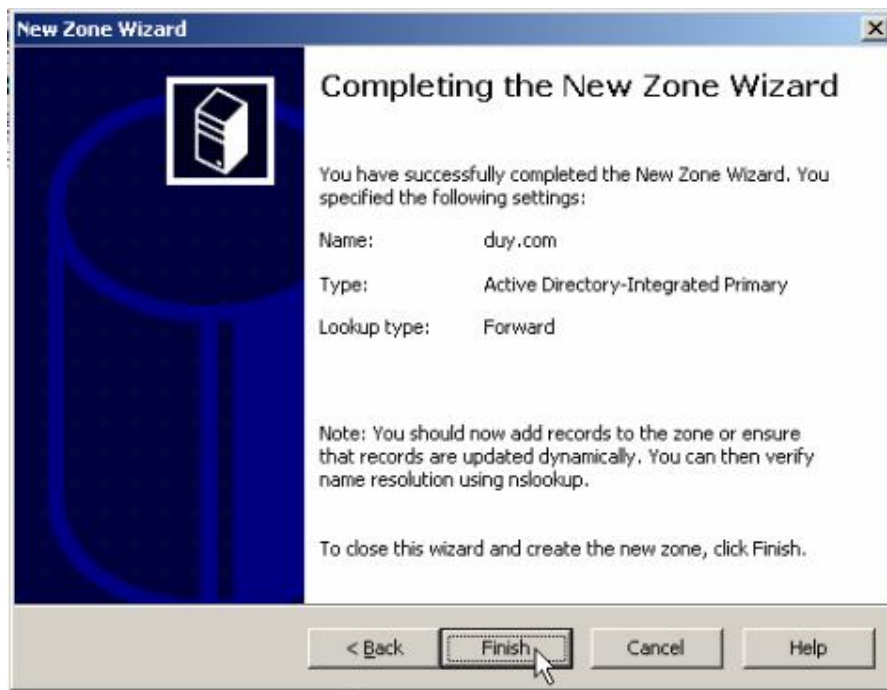 New Zone Wizard
Completing the New Zone Wizard
You have successfully completed the New Zone Wizard. You
specified the following settings:
Name: duy.com
Type: Active Directory-Integrated Primary
Lookup type: Forward
Note: You should now add records to the zone or ensure
that records are updated dynamically. You can then verify
name resolution using nslookup.
To close this wizard and create the new zone, click Finish.
< Back Finish Cancel Help